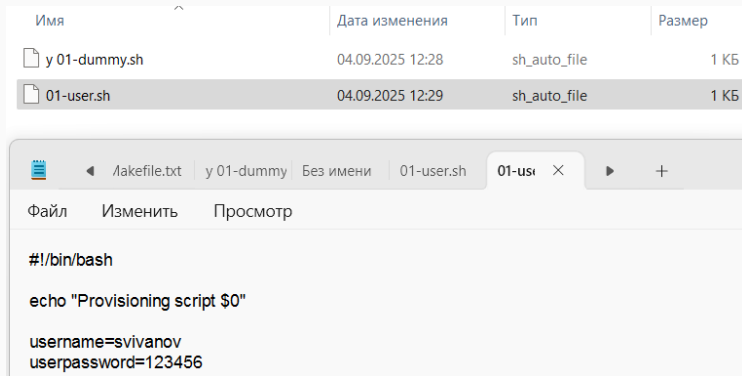 Имя Дата изменения Тип Размер
у 01-dummy.sh 04.09.2025 12:28 sh_auto_file 1 КБ
01-user.sh 04.09.2025 12:29 sh_auto_file 1 КБ
Makefile.txt у 01-dummy Без имени 01-user.sh 01-use
Файл Изменить Просмотр
#!/bin/bash
echo "Provisioning script $0"
username=svivanov
userpassword=123456